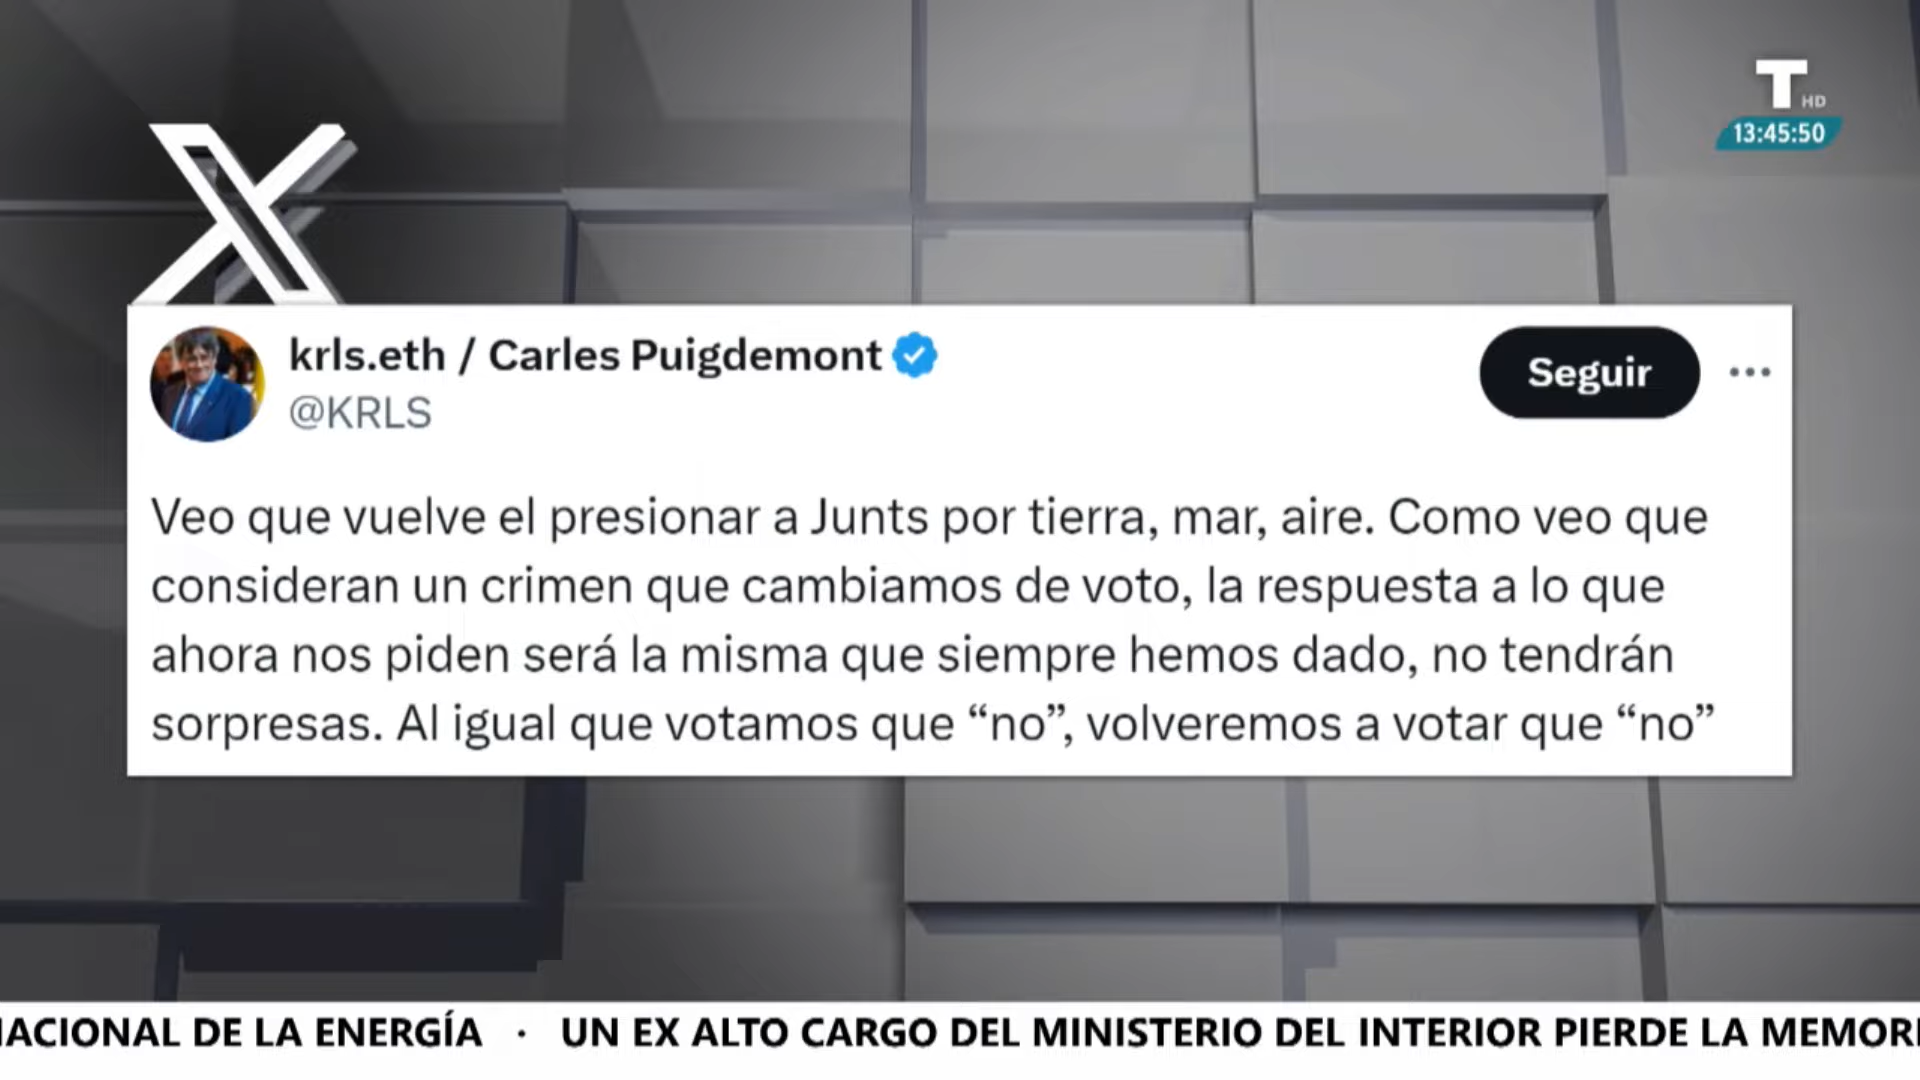 T HD
13:45:50
krls.eth / Carles Puigdemont
@KRLS
Seguir
Veo que vuelve el presionar a Junts por tierra, mar, aire. Como veo que
consideran un crimen que cambiamos de voto, la respuesta a lo que
ahora nos piden será la misma que siempre hemos dado, no tendrán
sorpresas. Al igual que votamos que “no”, volveremos a votar que “no”
NACIONAL DE LA ENERGÍA · UN EX ALTO CARGO DEL MINISTERIO DEL INTERIOR PIERDE LA MEMOR